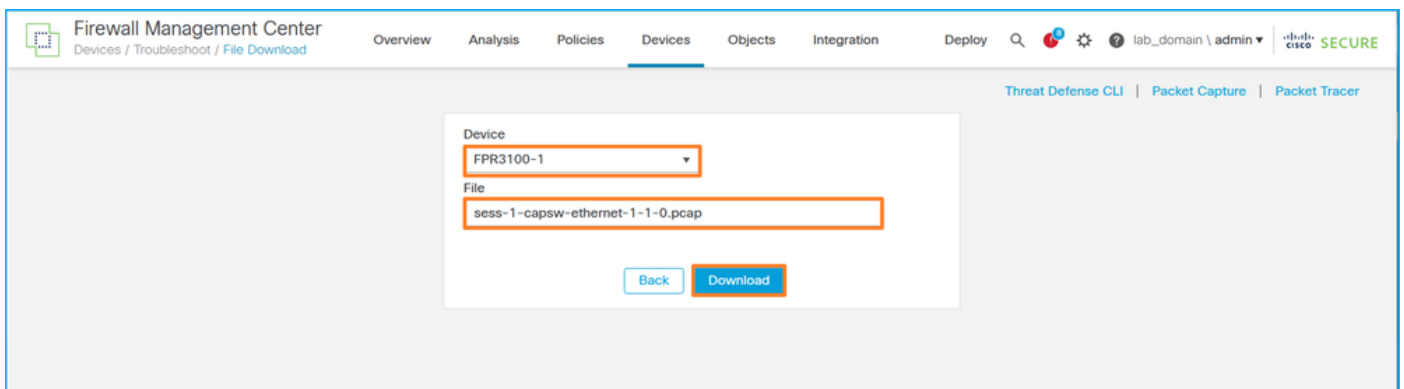 Firewall Management Center
Devices / Troubleshoot / File Download
Overview Analysis Policies Devices Objects Integration Deploy lab_domain \ admin cisco SECURE
Threat Defense CLI | Packet Capture | Packet Tracer
Device
FPR3100-1
File
sess-1-capsw-ethernet-1-1-0.pcap
Back Download